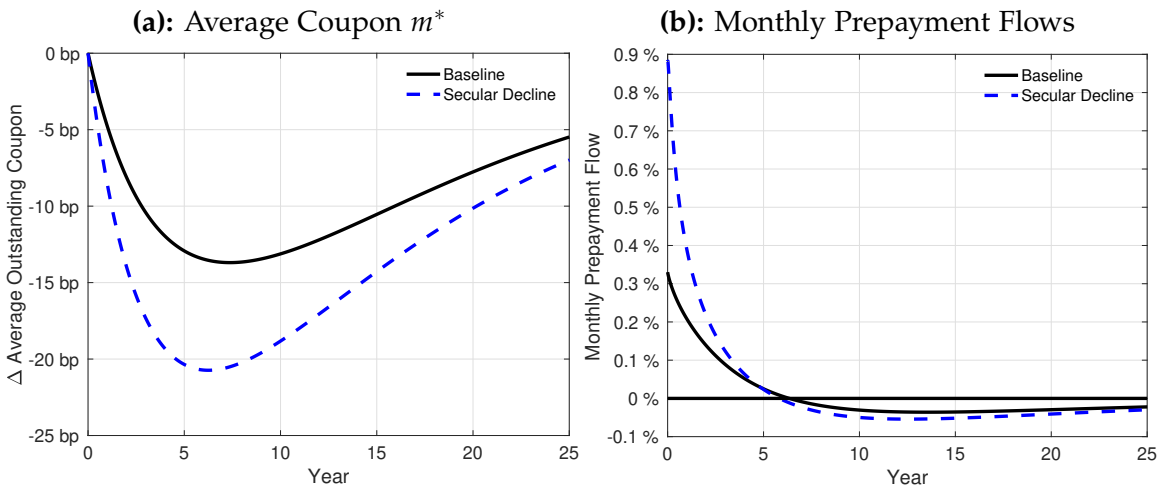 (a): Average Coupon m*
0 bp
-5 bp
-10 bp
-15 bp
-20 bp
-25 bp
Δ Average Outstanding Coupon
Baseline
Secular Decline
0 5 10 15 20 25
Year
(b): Monthly Prepayment Flows
0.9 %
0.8 %
0.7 %
0.6 %
0.5 %
0.4 %
0.3 %
0.2 %
0.1 %
0 %
-0.1 %
Monthly Prepayment Flow
Baseline
Secular Decline
0 5 10 15 20 25
Year